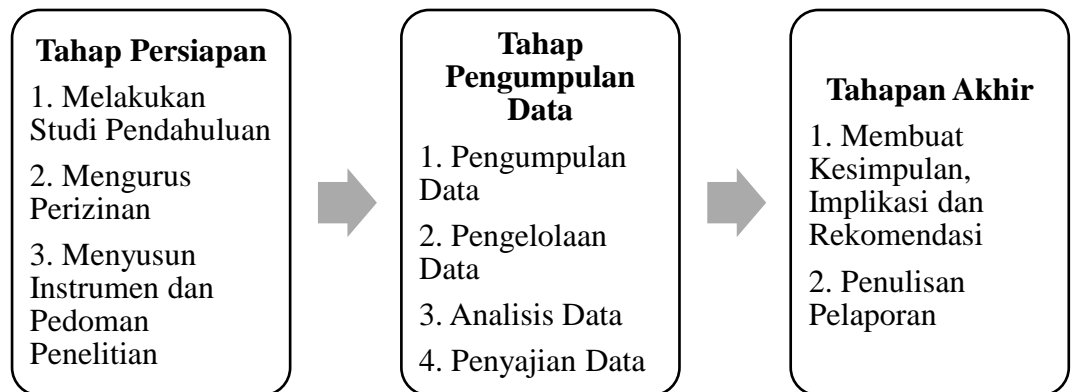 Tahap Persiapan
1. Melakukan
Studi Pendahuluan
2. Mengurus
Perizinan
3. Menyusun
Instrumen dan
Pedoman
Penelitian
Tahap
Pengumpulan
Data
1. Pengumpulan
Data
2. Pengelolaan
Data
3. Analisis Data
4. Penyajian Data
Tahapan Akhir
1. Membuat
Kesimpulan,
Implikasi dan
Rekomendasi
2. Penulisan
Pelaporan